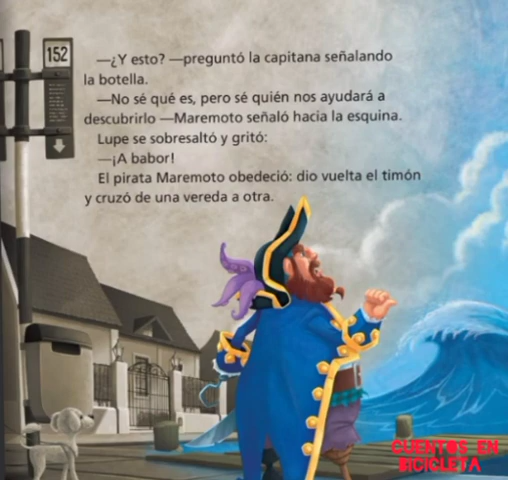 152
—¿Y esto? —preguntó la capitana señalando
la botella.
—No sé qué es, pero sé quién nos ayudará a
descubrirlo —Maremoto señaló hacia la esquina.
Lupe se sobresaltó y gritó:
—¡A babor!
El pirata Maremoto obedeció: dio vuelta el timón
y cruzó de una vereda a otra.
CUENTOS EN
BICICLETA